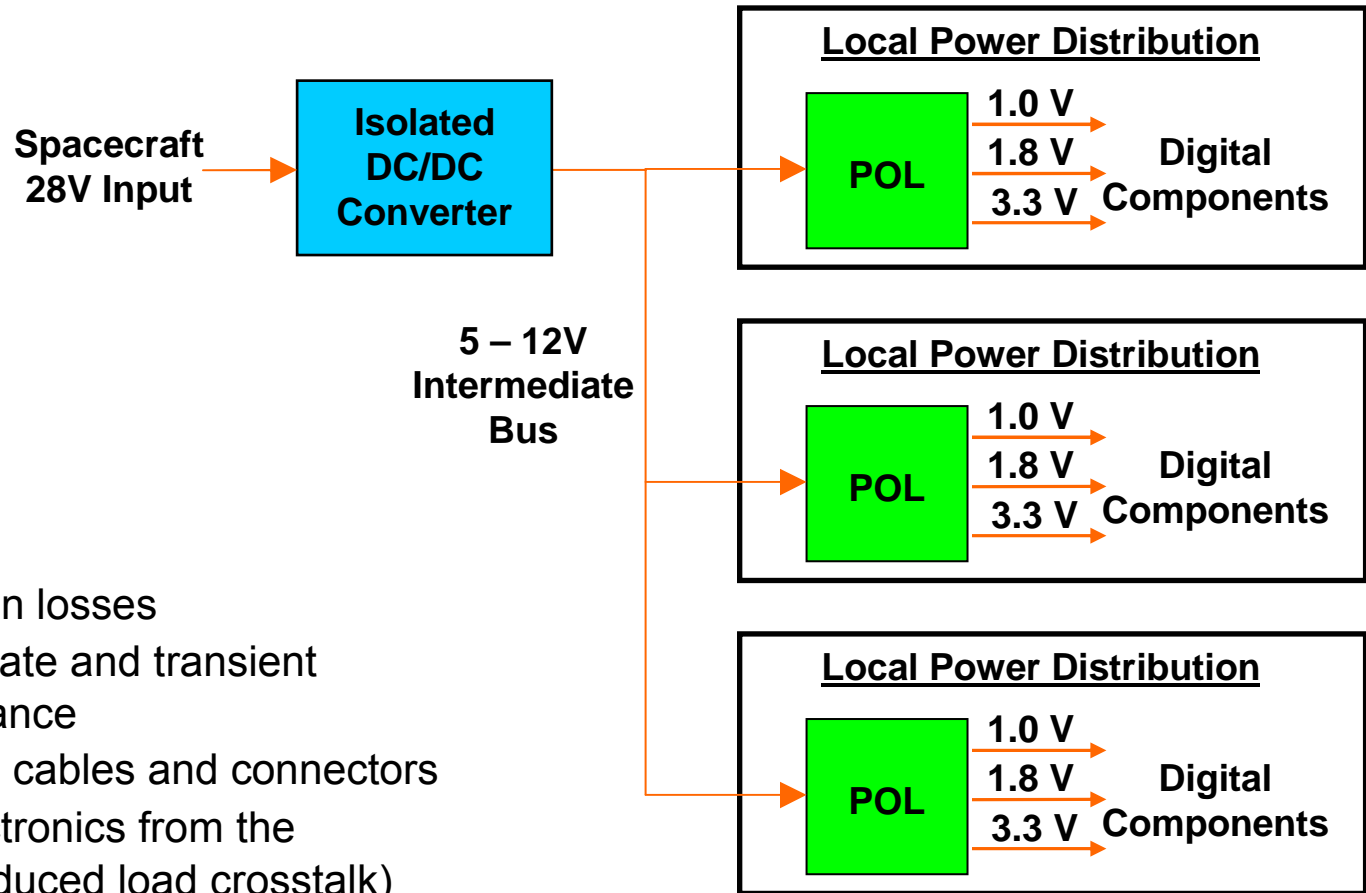 Spacecraft
28V Input
Isolated
DC/DC
Converter
5 – 12V
Intermediate
Bus
Local Power Distribution
POL
1.0 V
1.8 V
3.3 V
Digital
Components
Local Power Distribution
POL
1.0 V
1.8 V
3.3 V
Digital
Components
Local Power Distribution
POL
1.0 V
1.8 V
3.3 V
Digital
Components
n losses
ate and transient
ance
cables and connectors
tronics from the
duced load crosstalk)